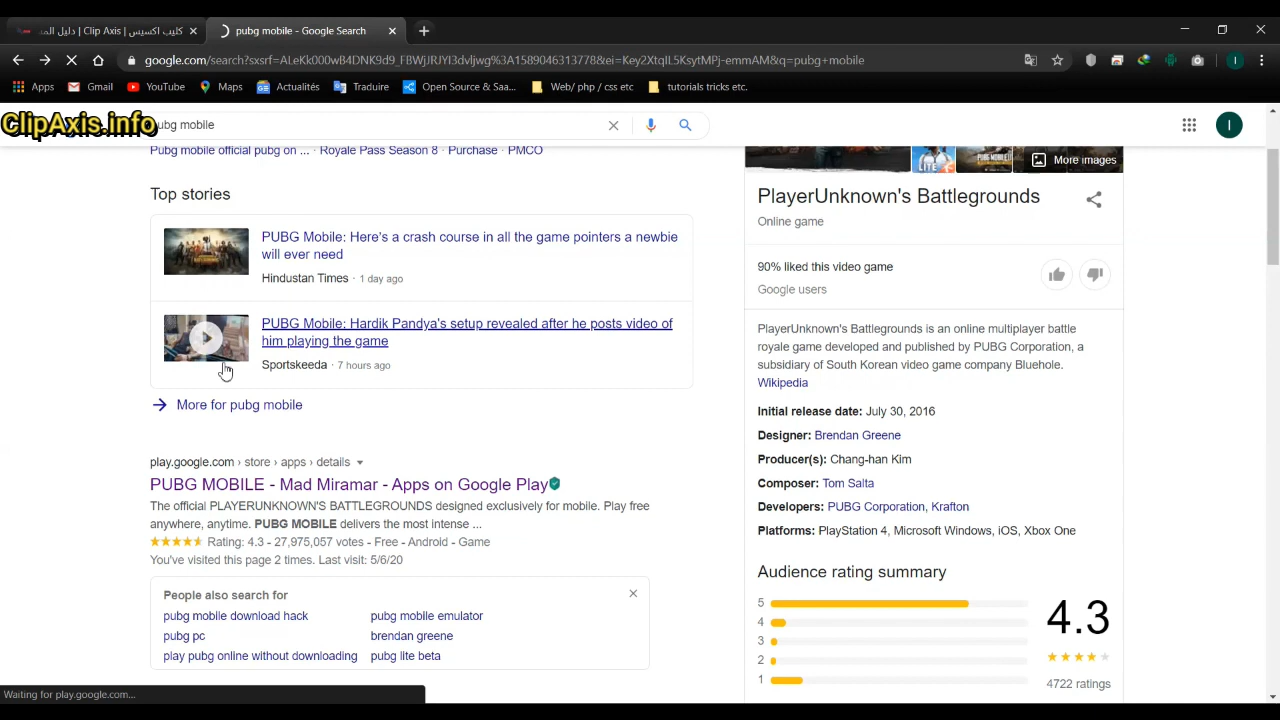 كليب اكسيس | Clip Axis | دليل المد
pubg mobile - Google Search
google.com/search?sxsrf=ALeKk000wB4DNK9d9_FBWjJRJYI3dvljwg%3A1589046313778&ei=Key2XtqIL5KsytMPj-emmAM&q=pubg+mobile
Apps
Gmail
YouTube
Maps
Actualités
Traduire
Open Source & Saa...
Web/ php / css etc
tutorials tricks etc.
ClipAxis.info
ubg mobile
I
Pubg mobile official pubg on ... · Royale Pass Season 8 · Purchase · PMCO
Top stories
PUBG Mobile: Here's a crash course in all the game pointers a newbie
will ever need
Hindustan Times · 1 day ago
PUBG Mobile: Hardik Pandya's setup revealed after he posts video of
him playing the game
Sportskeeda · 7 hours ago
More for pubg mobile
play.google.com › store › apps › details
PUBG MOBILE - Mad Miramar - Apps on Google Play
The official PLAYERUNKNOWN'S BATTLEGROUNDS designed exclusively for mobile. Play free
anywhere, anytime. PUBG MOBILE delivers the most intense ...
Rating: 4.3 - 27,975,057 votes - Free - Android - Game
You've visited this page 2 times. Last visit: 5/6/20
People also search for
pubg mobile download hack
pubg mobile emulator
pubg pc
brendan greene
play pubg online without downloading
pubg lite beta
LITE
More images
PlayerUnknown's Battlegrounds
Online game
90% liked this video game
Google users
PlayerUnknown's Battlegrounds is an online multiplayer battle
royale game developed and published by PUBG Corporation, a
subsidiary of South Korean video game company Bluehole.
Wikipedia
Initial release date: July 30, 2016
Designer: Brendan Greene
Producer(s): Chang-han Kim
Composer: Tom Salta
Developers: PUBG Corporation, Krafton
Platforms: PlayStation 4, Microsoft Windows, iOS, Xbox One
Audience rating summary
5
4
3
2
1
4.3
4722 ratings
Waiting for play.google.com...